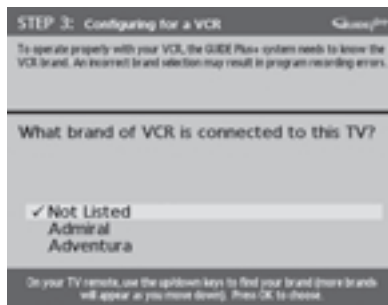 STEP 3: Configuring for a VCR
To operate properly with your VCR, the GUIDE Plus+ system needs to know the
VCR brand. An incorrect brand selection may result in program recording errors.
What brand of VCR is connected to this TV?
✓ Not Listed
Admiral
Adventura
On your TV remote, use the up/down keys to find your brand (more brands
will appear as you move down). Press OK to choose.